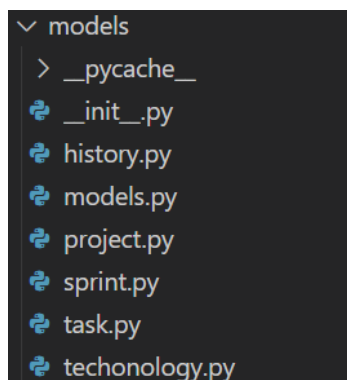 models
__pycache__
__init__.py
history.py
models.py
project.py
sprint.py
task.py
techonology.py